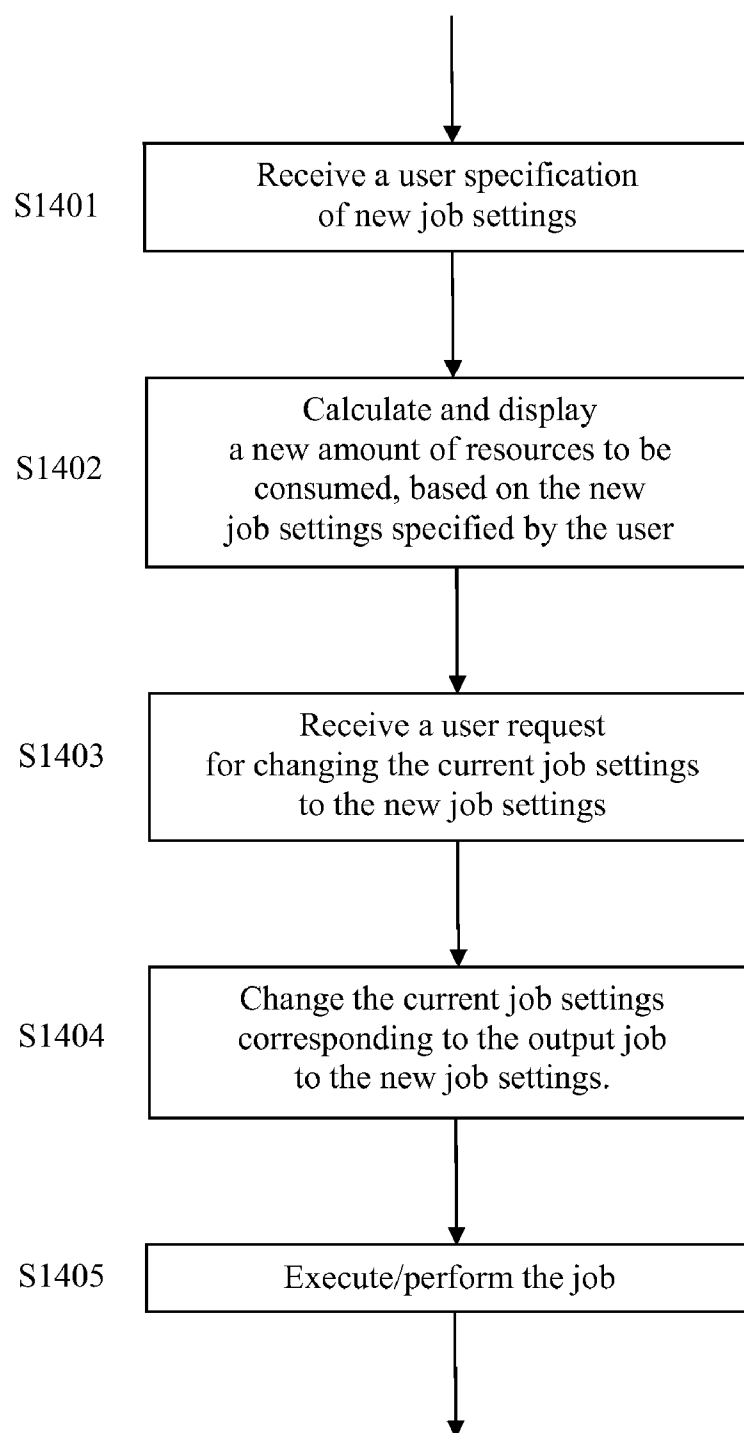 S1401
Receive a user specification
of new job settings
S1402
Calculate and display
a new amount of resources to be
consumed, based on the new
job settings specified by the user
S1403
Receive a user request
for changing the current job settings
to the new job settings
S1404
Change the current job settings
corresponding to the output job
to the new job settings.
S1405
Execute/perform the job